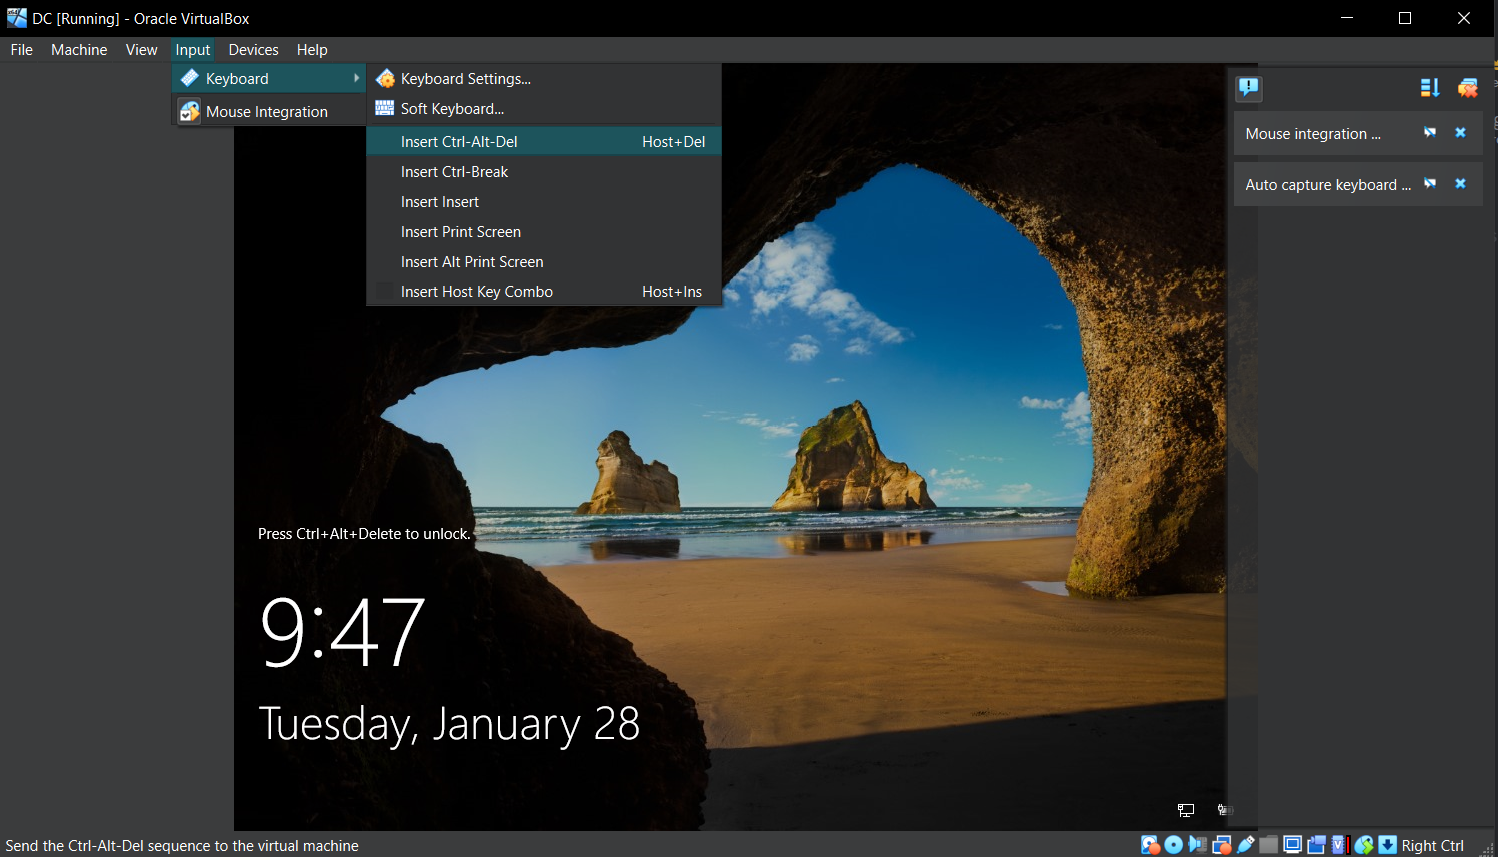 DC [Running] - Oracle VirtualBox
File Machine View Input Devices Help
Keyboard
Mouse Integration
Keyboard Settings...
Soft Keyboard...
Insert Ctrl-Alt-Del Host+Del
Insert Ctrl-Break
Insert Insert
Insert Print Screen
Insert Alt Print Screen
Insert Host Key Combo Host+Ins
Mouse integration ...
Auto capture keyboard ...
Press Ctrl+Alt+Delete to unlock.
9:47
Tuesday, January 28
Send the Ctrl-Alt-Del sequence to the virtual machine
Right Ctrl